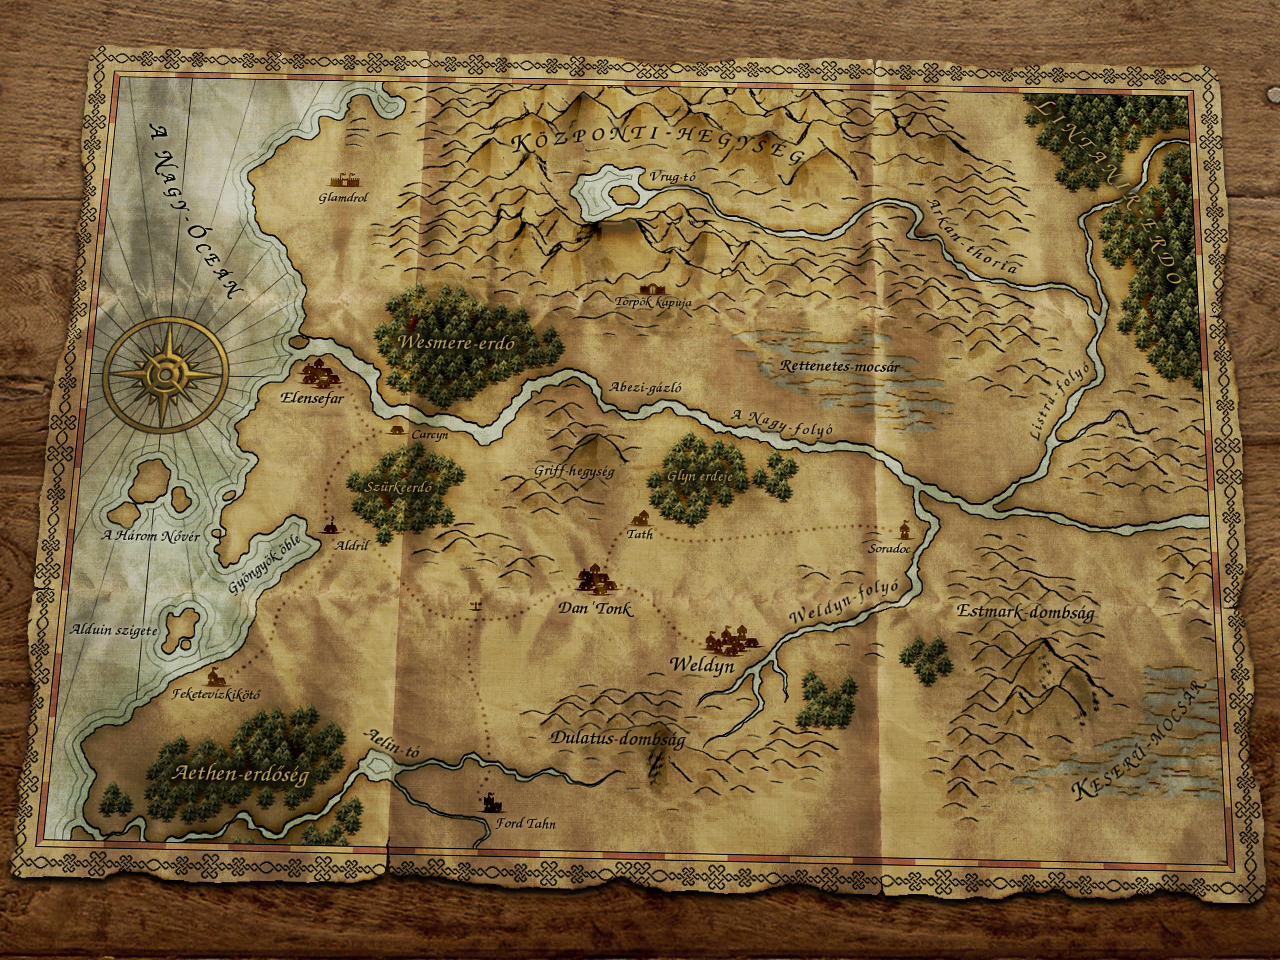 KÖZPONTI-HEGYSÉG
LINTANIR-ERDŐ
A NAGY-ÓCEÁN
Vrug-tó
Glamdrol
Akan-thoria
Törpök kapuja
Wesmere-erdő
Rettenetes-mocsár
Abezi-gázló
Elensefar
Listra-folyó
A Nagy-folyó
Carcyn
Griff-hegység
Glyn erdeje
Szürkeerdő
A Három Nővér
Tath
Aldril
Soradoc
Gyöngyök öble
Dan'Tonk
Weldyn-folyó
Estmark-dombság
Alduin szigete
Weldyn
Feketevízkikötő
KESERŰ-MOCSÁR
Aelin-tó
Dulatus-dombság
Aethen-erdőség
Ford Tahn